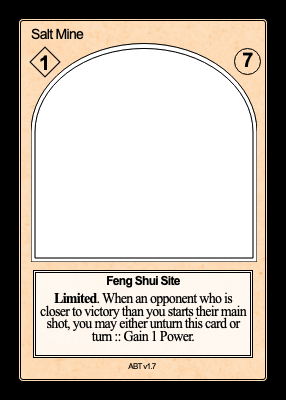 Salt Mine
1
7
Feng Shui Site
Limited. When an opponent who is
closer to victory than you starts their main
shot, you may either unturn this card or
turn :: Gain 1 Power.
ABT v1.7